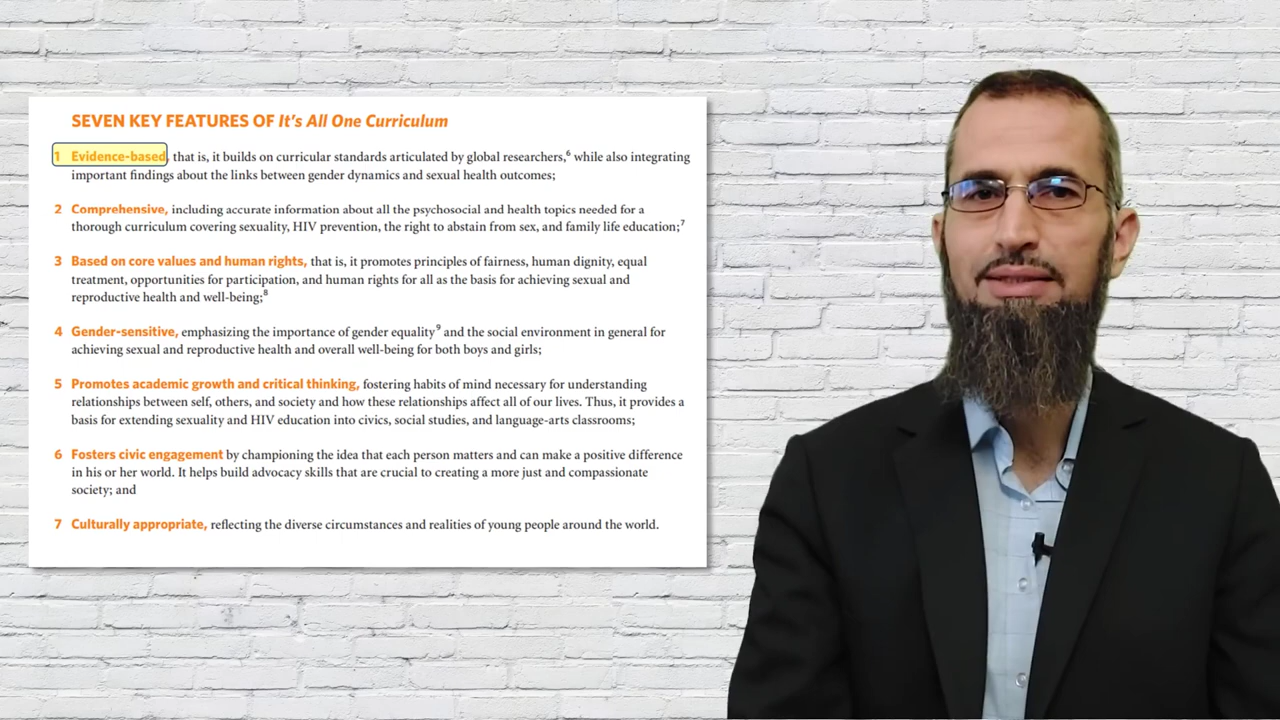 SEVEN KEY FEATURES OF It's All One Curriculum
1 Evidence-based, that is, it builds on curricular standards articulated by global researchers,⁶ while also integrating
important findings about the links between gender dynamics and sexual health outcomes;
2 Comprehensive, including accurate information about all the psychosocial and health topics needed for a
thorough curriculum covering sexuality, HIV prevention, the right to abstain from sex, and family life education;⁷
3 Based on core values and human rights, that is, it promotes principles of fairness, human dignity, equal
treatment, opportunities for participation, and human rights for all as the basis for achieving sexual and
reproductive health and well-being;⁸
4 Gender-sensitive, emphasizing the importance of gender equality⁹ and the social environment in general for
achieving sexual and reproductive health and overall well-being for both boys and girls;
5 Promotes academic growth and critical thinking, fostering habits of mind necessary for understanding
relationships between self, others, and society and how these relationships affect all of our lives. Thus, it provides a
basis for extending sexuality and HIV education into civics, social studies, and language-arts classrooms;
6 Fosters civic engagement by championing the idea that each person matters and can make a positive difference
in his or her world. It helps build advocacy skills that are crucial to creating a more just and compassionate
society; and
7 Culturally appropriate, reflecting the diverse circumstances and realities of young people around the world.